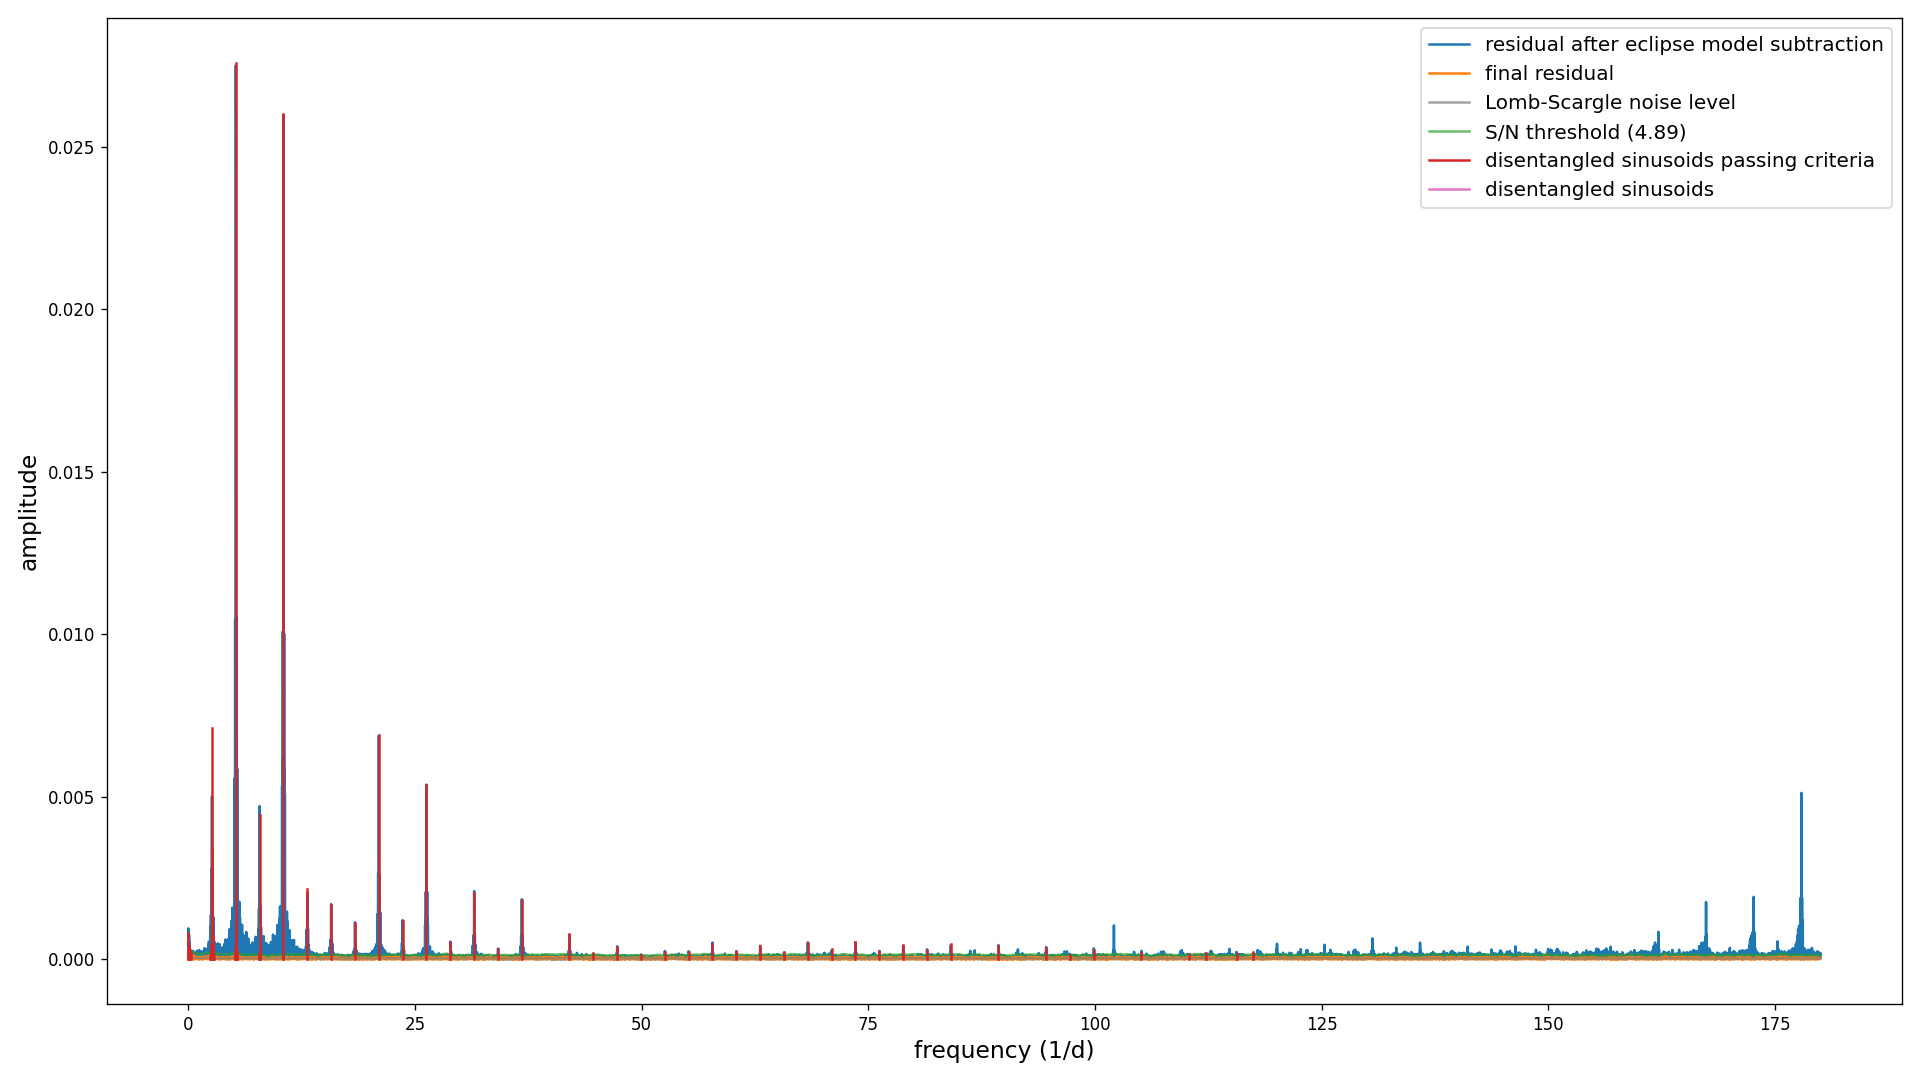 residual after eclipse model subtraction
final residual
Lomb-Scargle noise level
S/N threshold (4.89)
disentangled sinusoids passing criteria
disentangled sinusoids
0.025
0.020
0.015
0.010
0.005
0.000
amplitude
0 25 50 75 100 125 150 175
frequency (1/d)